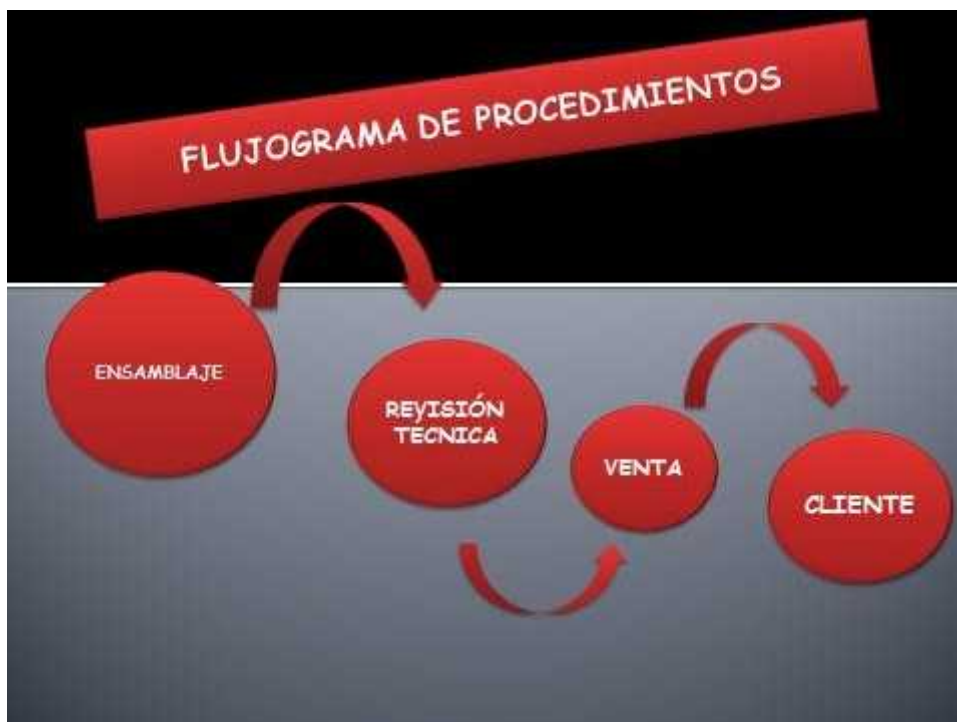 FLUJOGRAMA DE PROCEDIMIENTOS
ENSAMBLAJE
REVISIÓN
TECNICA
VENTA
CLIENTE